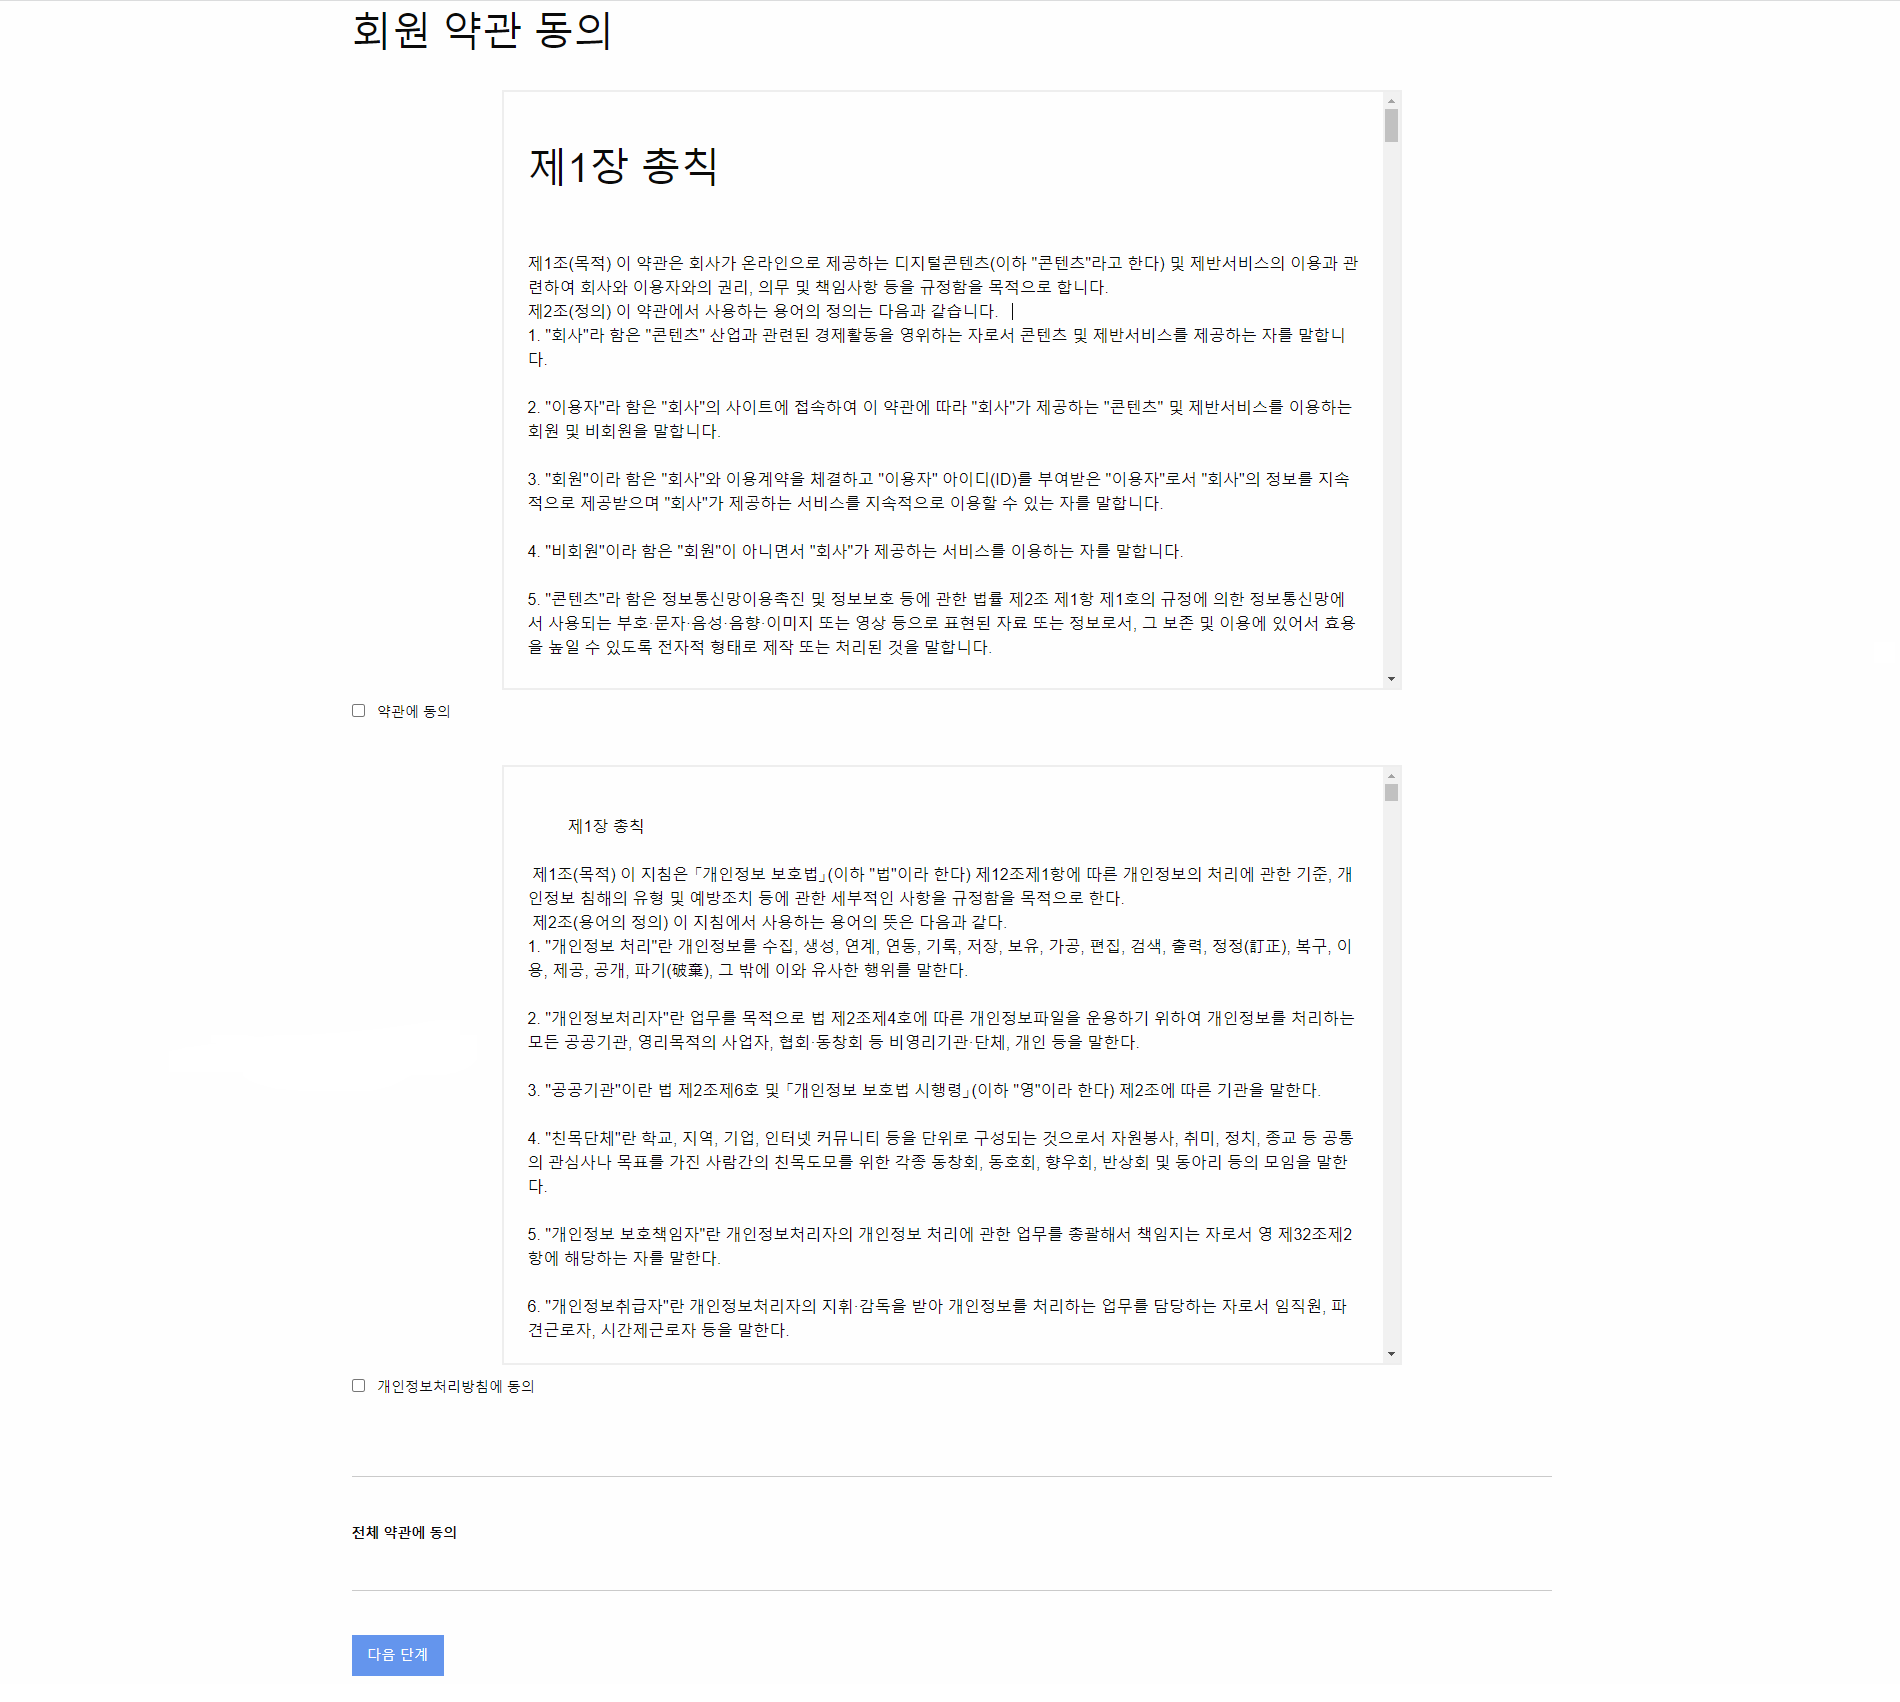 회원 약관 동의
제1장 총칙
제1조(목적) 이 약관은 회사가 온라인으로 제공하는 디지털콘텐츠(이하 "콘텐츠"라고 한다) 및 제반서비스의 이용과 관
련하여 회사와 이용자와의 권리, 의무 및 책임사항 등을 규정함을 목적으로 합니다.
제2조(정의) 이 약관에서 사용하는 용어의 정의는 다음과 같습니다.
1. "회사"라 함은 "콘텐츠" 산업과 관련된 경제활동을 영위하는 자로서 콘텐츠 및 제반서비스를 제공하는 자를 말합니
다.
2. "이용자"라 함은 "회사"의 사이트에 접속하여 이 약관에 따라 "회사"가 제공하는 "콘텐츠" 및 제반서비스를 이용하는
회원 및 비회원을 말합니다.
3. "회원"이라 함은 "회사"와 이용계약을 체결하고 "이용자" 아이디(ID)를 부여받은 "이용자"로서 "회사"의 정보를 지속
적으로 제공받으며 "회사"가 제공하는 서비스를 지속적으로 이용할 수 있는 자를 말합니다.
4. "비회원"이라 함은 "회원"이 아니면서 "회사"가 제공하는 서비스를 이용하는 자를 말합니다.
5. "콘텐츠"라 함은 정보통신망이용촉진 및 정보보호 등에 관한 법률 제2조 제1항 제1호의 규정에 의한 정보통신망에
서 사용되는 부호·문자·음성·음향·이미지 또는 영상 등으로 표현된 자료 또는 정보로서, 그 보존 및 이용에 있어서 효용
을 높일 수 있도록 전자적 형태로 제작 또는 처리된 것을 말합니다.
약관에 동의
제1장 총칙
제1조(목적) 이 지침은 「개인정보 보호법」(이하 "법"이라 한다) 제12조제1항에 따른 개인정보의 처리에 관한 기준, 개
인정보 침해의 유형 및 예방조치 등에 관한 세부적인 사항을 규정함을 목적으로 한다.
제2조(용어의 정의) 이 지침에서 사용하는 용어의 뜻은 다음과 같다.
1. "개인정보 처리"란 개인정보를 수집, 생성, 연계, 연동, 기록, 저장, 보유, 가공, 편집, 검색, 출력, 정정(訂正), 복구, 이
용, 제공, 공개, 파기(破棄), 그 밖에 이와 유사한 행위를 말한다.
2. "개인정보처리자"란 업무를 목적으로 법 제2조제4호에 따른 개인정보파일을 운용하기 위하여 개인정보를 처리하는
모든 공공기관, 영리목적의 사업자, 협회·동창회 등 비영리기관·단체, 개인 등을 말한다.
3. "공공기관"이란 법 제2조제6호 및 「개인정보 보호법 시행령」(이하 "영"이라 한다) 제2조에 따른 기관을 말한다.
4. "친목단체"란 학교, 지역, 기업, 인터넷 커뮤니티 등을 단위로 구성되는 것으로서 자원봉사, 취미, 정치, 종교 등 공통
의 관심사나 목표를 가진 사람간의 친목도모를 위한 각종 동창회, 동호회, 향우회, 반상회 및 동아리 등의 모임을 말한
다.
5. "개인정보 보호책임자"란 개인정보처리자의 개인정보 처리에 관한 업무를 총괄해서 책임지는 자로서 영 제32조제2
항에 해당하는 자를 말한다.
6. "개인정보취급자"란 개인정보처리자의 지휘·감독을 받아 개인정보를 처리하는 업무를 담당하는 자로서 임직원, 파
견근로자, 시간제근로자 등을 말한다.
개인정보처리방침에 동의
전체 약관에 동의
다음 단계